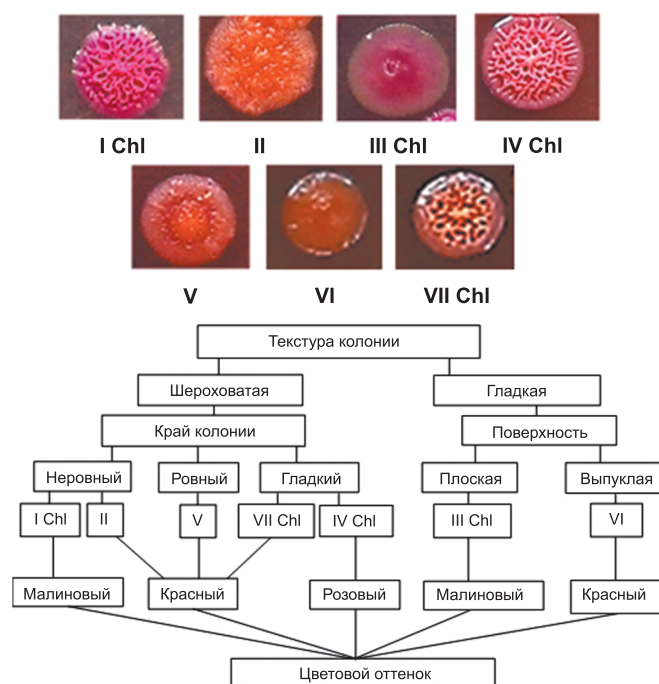 I Chl II III Chl IV Chl
V VI VII Chl
Текстура колонии
Шероховатая Гладкая
Край колонии Поверхность
Неровный Ровный Гладкий Плоская Выпуклая
I Chl II V VII Chl IV Chl III Chl VI
Малиновый Красный Розовый Малиновый Красный
Цветовой оттенок